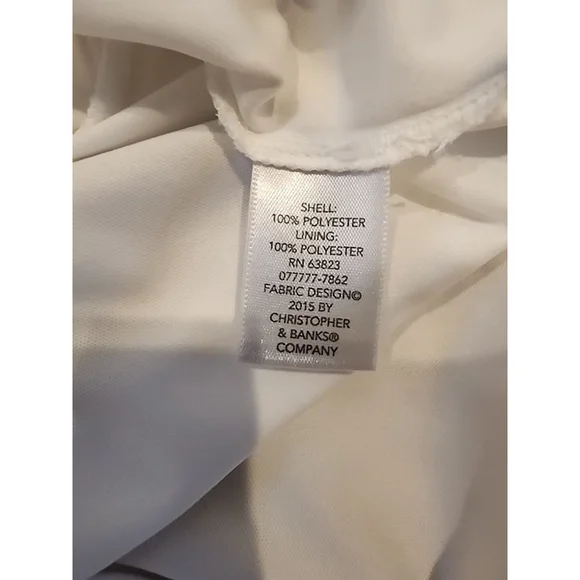 SHELL:
100% POLYESTER
LINING:
100% POLYESTER
RN 63823
077777-7862
FABRIC DESIGN©
2015 BY
CHRISTOPHER
& BANKS®
COMPANY